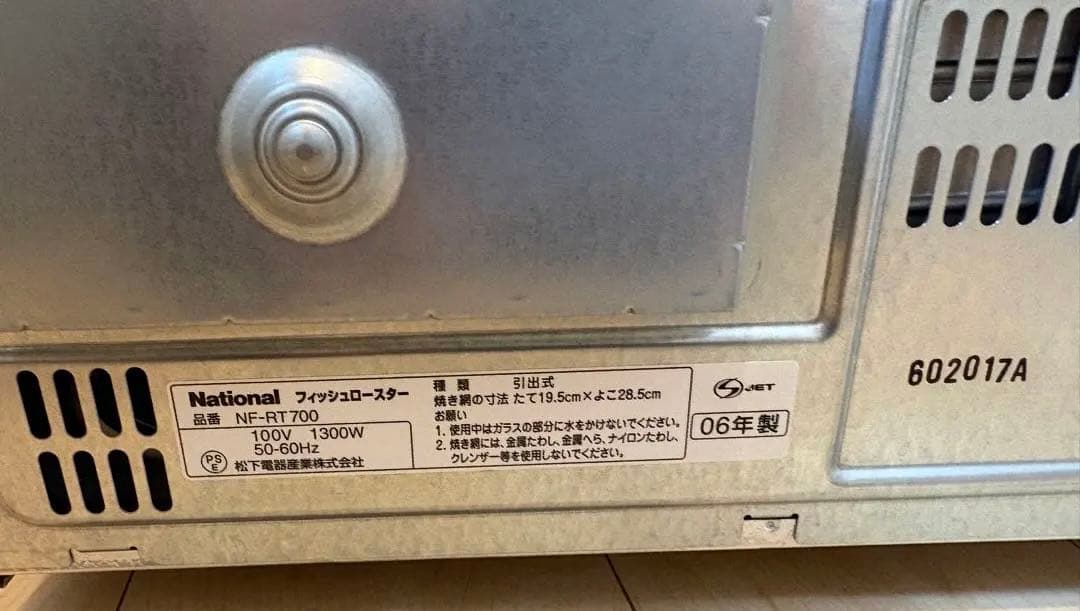 National フィッシュロースター
品番 NF-RT700
100V 1300W
50-60Hz
PS
E
松下電器産業株式会社
種 類 引出式
焼き網の寸法 たて19.5cm×よこ28.5cm
お願い
1. 使用中はガラスの部分に水をかけないでください。
2. 焼き網には、金属たわし、金属へら、ナイロンたわし、
クレンザー等を使用しないでください。
S JET
06年製
602017A